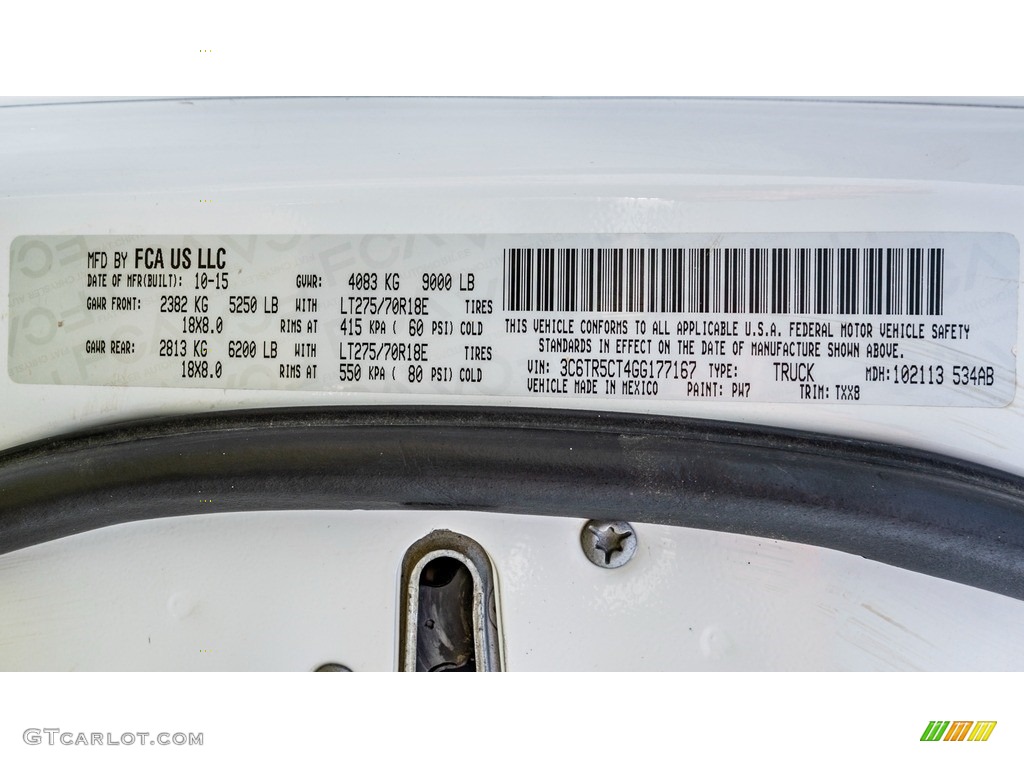 MFD BY FCA US LLC
DATE OF MFR(BUILT): 10-15 GVWR: 4083 KG 9000 LB
GAWR FRONT: 2382 KG 5250 LB WITH LT275/70R18E TIRES
18X8.0 RIMS AT 415 KPA ( 60 PSI) COLD
GAWR REAR: 2813 KG 6200 LB WITH LT275/70R18E TIRES
18X8.0 RIMS AT 550 KPA ( 80 PSI) COLD
THIS VEHICLE CONFORMS TO ALL APPLICABLE U.S.A. FEDERAL MOTOR VEHICLE SAFETY
STANDARDS IN EFFECT ON THE DATE OF MANUFACTURE SHOWN ABOVE.
VIN: 3C6TR5CT4GG177167 TYPE: TRUCK MDH: 102113 534AB
VEHICLE MADE IN MEXICO PAINT: PW7 TRIM: TXX8
GTCARLOT.COM